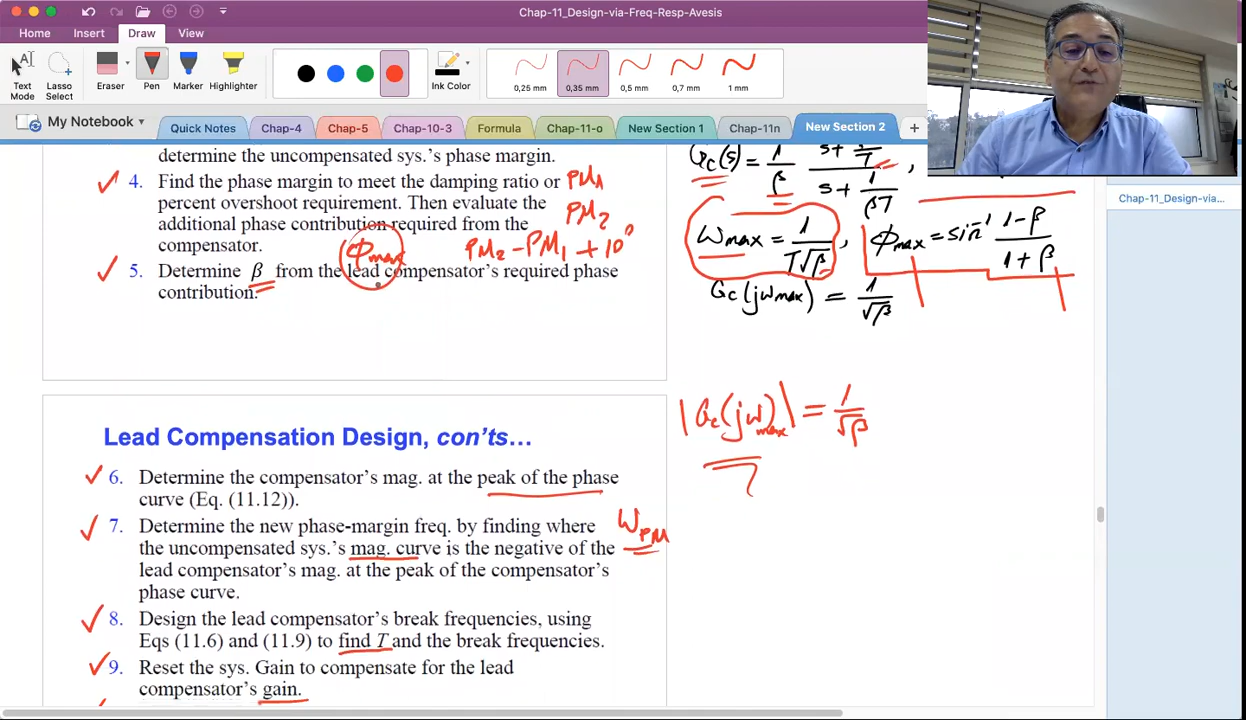 Chap-11_Design-via-Freq-Resp-Avesis
Home Insert Draw View
Text Mode
Lasso Select
Eraser
Pen
Marker
Highlighter
Ink Color
0,25 mm
0,35 mm
0,5 mm
0,7 mm
1 mm
My Notebook
Quick Notes
Chap-4
Chap-5
Chap-10-3
Formula
Chap-11-o
New Section 1
Chap-11n
New Section 2
+
Chap-11_Design-via...
determine the uncompensated sys.'s phase margin.
✓ 4. Find the phase margin to meet the damping ratio or PM1
percent overshoot requirement. Then evaluate the
additional phase contribution required from the PM2
compensator. Φmax PM2 - PM1 + 10°
✓ 5. Determine β from the lead compensator's required phase
contribution.
Gc(s) = 1/β (s + 1/T)/(s + 1/βT),
ωmax = 1/(T√β), φmax = sin⁻¹ (1-β)/(1+β)
Gc(jωmax) = 1/√β
|Gc(jωmax)| = 1/√β
Lead Compensation Design, con'ts…
✓ 6. Determine the compensator's mag. at the peak of the phase
curve (Eq. (11.12)).
✓ 7. Determine the new phase-margin freq. by finding where ωPM
the uncompensated sys.'s mag. curve is the negative of the
lead compensator's mag. at the peak of the compensator's
phase curve.
✓ 8. Design the lead compensator's break frequencies, using
Eqs (11.6) and (11.9) to find T and the break frequencies.
✓ 9. Reset the sys. Gain to compensate for the lead
compensator's gain.